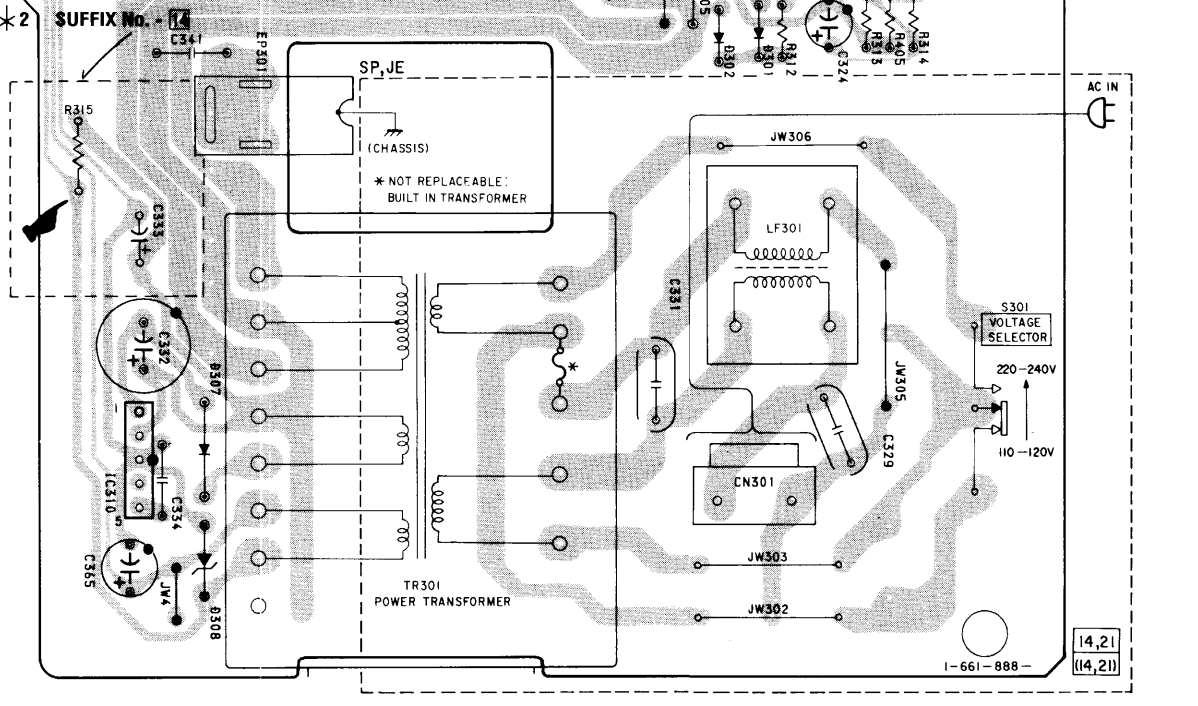 *2 SUFFIX No. - 14
C341
EP301
SP,JE
D302
D301
R312
C324
R313
R405
R314
AC IN
R315
(CHASSIS)
JW306
* NOT REPLACEABLE:
BUILT IN TRANSFORMER
C333
LF301
C331
S301
VOLTAGE
SELECTOR
C332
D307
*
JW305
220–240V
110–120V
C329
IC310
1
5
C334
CN301
C365
JW4
D308
TR301
POWER TRANSFORMER
JW303
JW302
1-661-888-
14,21
(14,21)